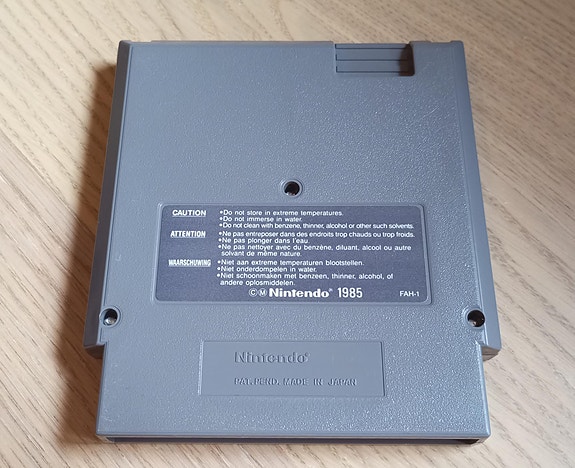 CAUTION •Do not store in extreme temperatures.
•Do not immerse in water.
•Do not clean with benzene, thinner, alcohol or other such solvents.
ATTENTION •Ne pas entreposer dans des endroits trop chauds ou trop froids.
•Ne pas plonger dans l'eau.
•Ne pas nettoyer avec du benzène, diluant, alcool ou autre
solvant de même nature.
WAARSCHUWING •Niet aan extreme temperaturen blootstellen.
•Niet onderdompelen in water.
•Niet schoonmaken met benzeen, thinner, alcohol, of
andere oplosmiddelen.
©Ⓜ Nintendo® 1985 FAH-1
Nintendo®
PAT. PEND. MADE IN JAPAN